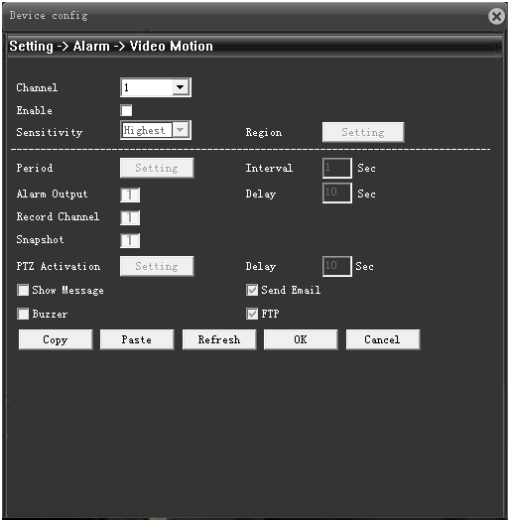 Device config
Setting -> Alarm -> Video Motion
Channel 1
Enable
Sensitivity Highest Region Setting
Period Setting Interval 1 Sec
Alarm Output 1 Delay 10 Sec
Record Channel 1
Snapshot 1
PTZ Activation Setting Delay 10 Sec
Show Message Send Email
Buzzer FTP
Copy Paste Refresh OK Cancel